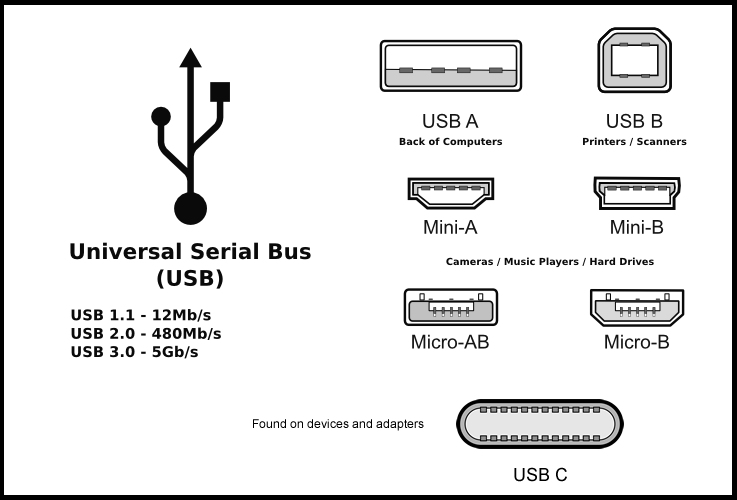 Universal Serial Bus
(USB)
USB 1.1 - 12Mb/s
USB 2.0 - 480Mb/s
USB 3.0 - 5Gb/s
USB A
Back of Computers
USB B
Printers / Scanners
Mini-A
Mini-B
Cameras / Music Players / Hard Drives
Micro-AB
Micro-B
Found on devices and adapters
USB C